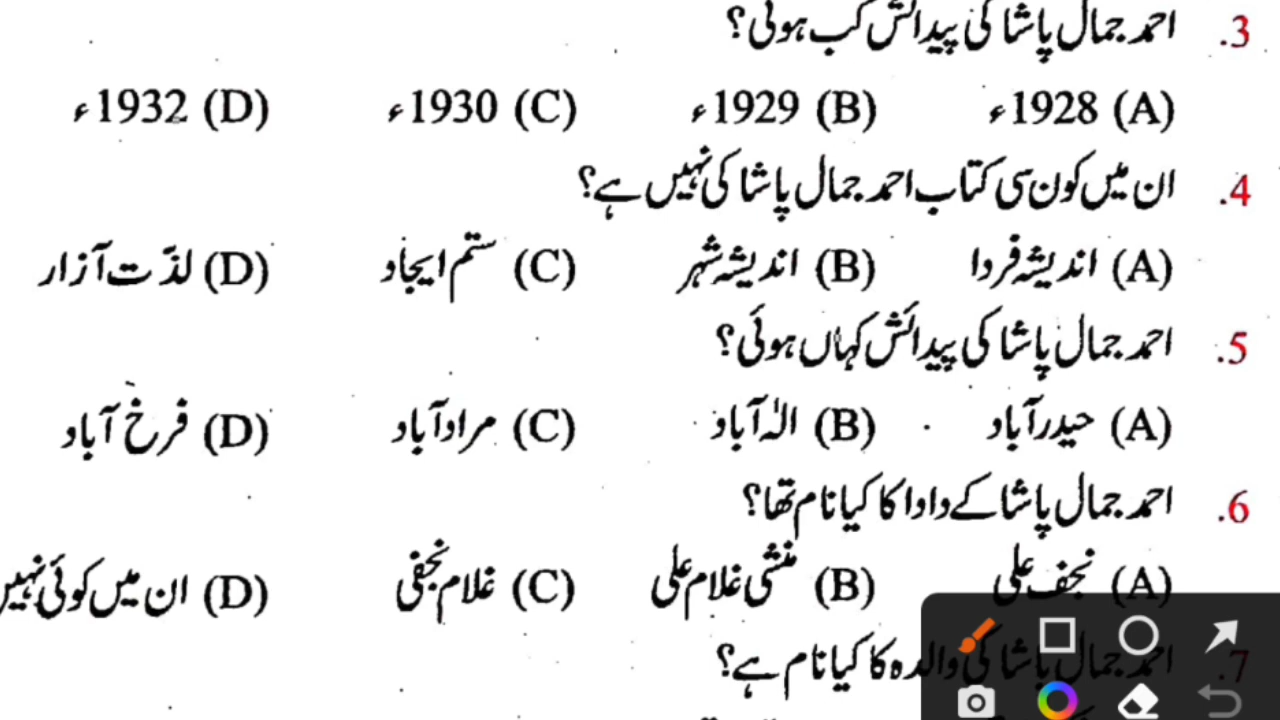 3. احمد جمال پاشا کی پیدائش کب ہوئی؟
(A) 1928ء (B) 1929ء (C) 1930ء (D) 1932ء
4. ان میں کون سی کتاب احمد جمال پاشا کی نہیں ہے؟
(A) اندیشۂ فردا (B) اندیشۂ شہر (C) ستم ایجاد (D) لذّت آزار
5. احمد جمال پاشا کی پیدائش کہاں ہوئی؟
(A) حیدرآباد (B) الٰہ آباد (C) مرادآباد (D) فرخ آباد
6. احمد جمال پاشا کے دادا کا کیا نام تھا؟
(A) نجف علی (B) منشی غلام علی (C) غلام نجفی (D) ان میں کوئی نہیں
7. احمد جمال پاشا کی والدہ کا کیا نام ہے؟